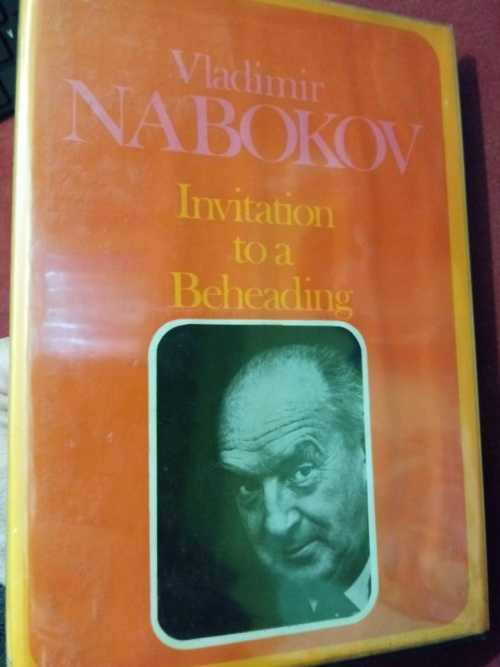 Vladimir
NABOKOV
Invitation
to a
Beheading